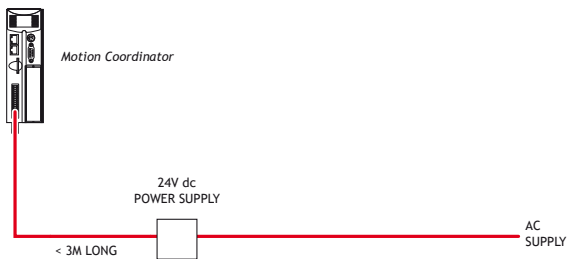 Motion Coordinator
24V dc
POWER SUPPLY
AC
SUPPLY
< 3M LONG